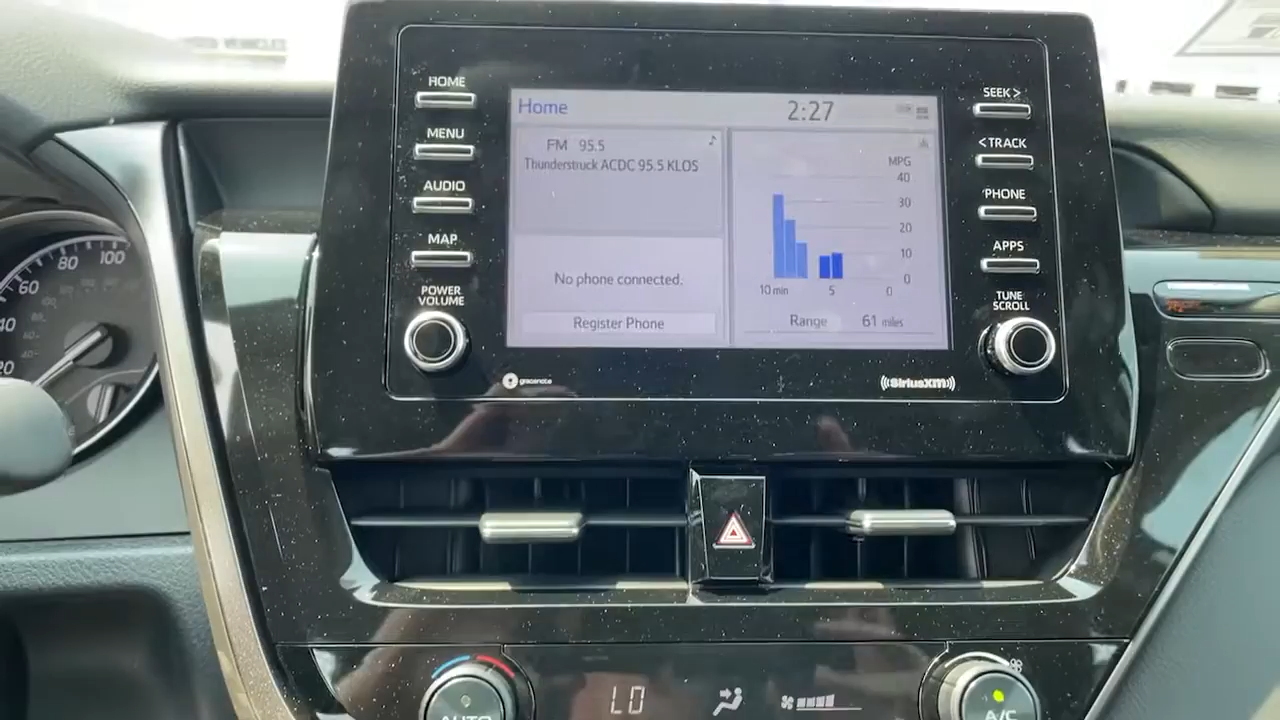 HOME
MENU
AUDIO
MAP
POWER
VOLUME
Home
2:27
FM 95.5
Thunderstruck ACDC 95.5 KLOS
No phone connected.
Register Phone
MPG
40
30
20
10
0
10 min 5 0
Range 61 miles
SEEK >
< TRACK
PHONE
APPS
TUNE
SCROLL
gracenote
SiriusXM
100
80
60
40
20
AUTO
LO
A/C